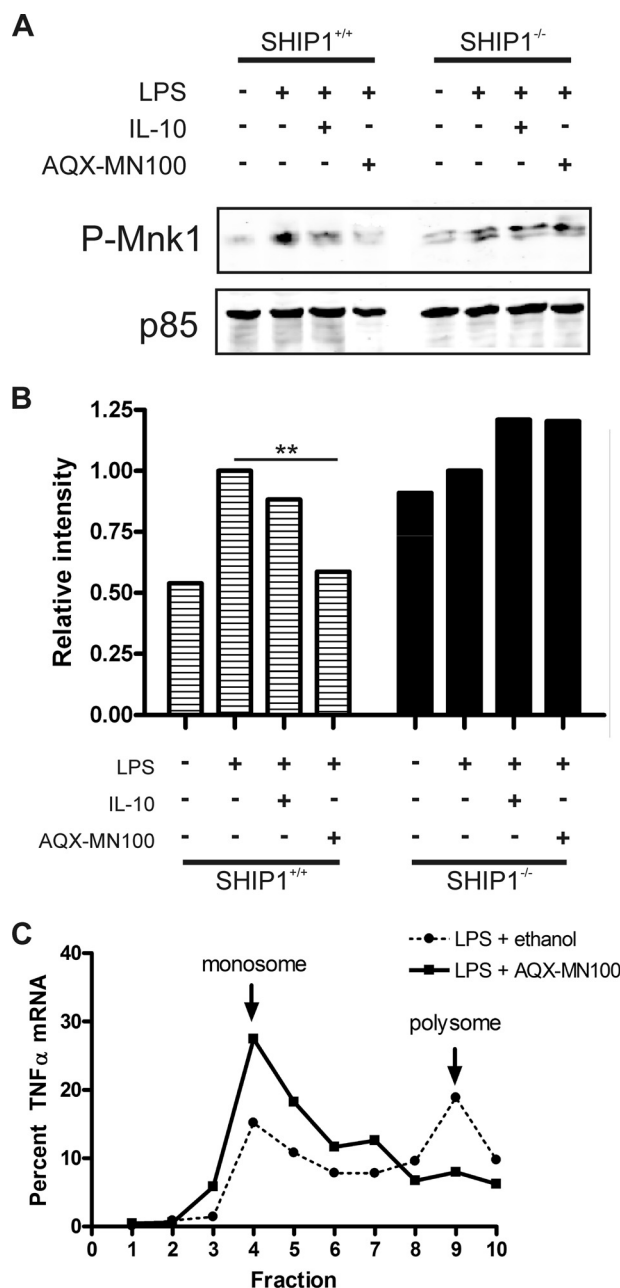 A
SHIP1+/+ SHIP1-/-
LPS - + + + - + + +
IL-10 - - + - - - + -
AQX-MN100 - - - + - - - +
P-Mnk1
p85
B
Relative intensity
1.25
1.00
0.75
0.50
0.25
0.00
**
LPS - + + + - + + +
IL-10 - - + - - - + -
AQX-MN100 - - - + - - - +
SHIP1+/+ SHIP1-/-
C
Percent TNFα mRNA
40
30
20
10
0
LPS + ethanol
LPS + AQX-MN100
monosome
polysome
0 1 2 3 4 5 6 7 8 9 10
Fraction